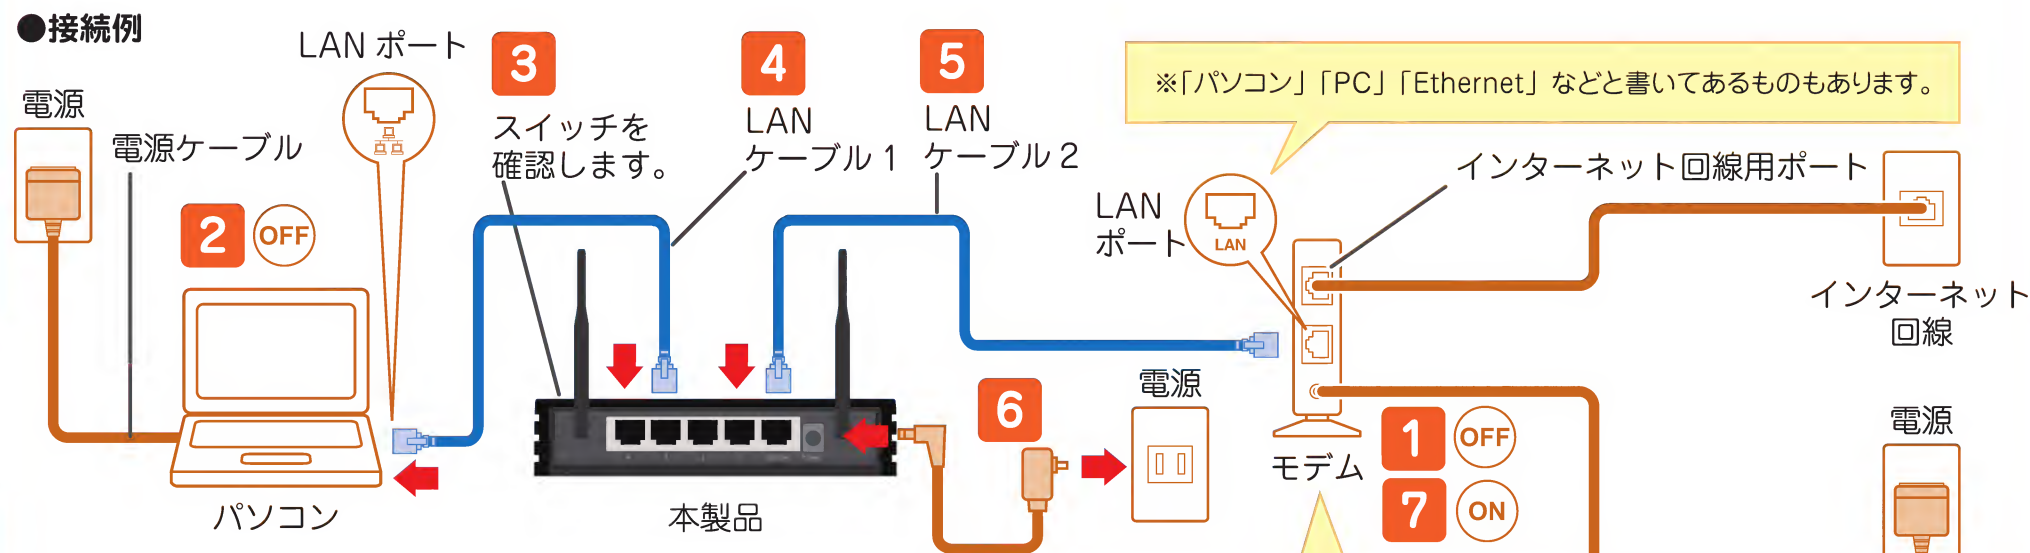 ●接続例
電源
電源ケーブル
LAN ポート
2 OFF
パソコン
3
スイッチを
確認します。
4
LAN
ケーブル 1
5
LAN
ケーブル 2
本製品
6
電源
※「パソコン」「PC」「Ethernet」などと書いてあるものもあります。
LAN
ポート
LAN
インターネット回線用ポート
インターネット
回線
モデム
1 OFF
7 ON
電源